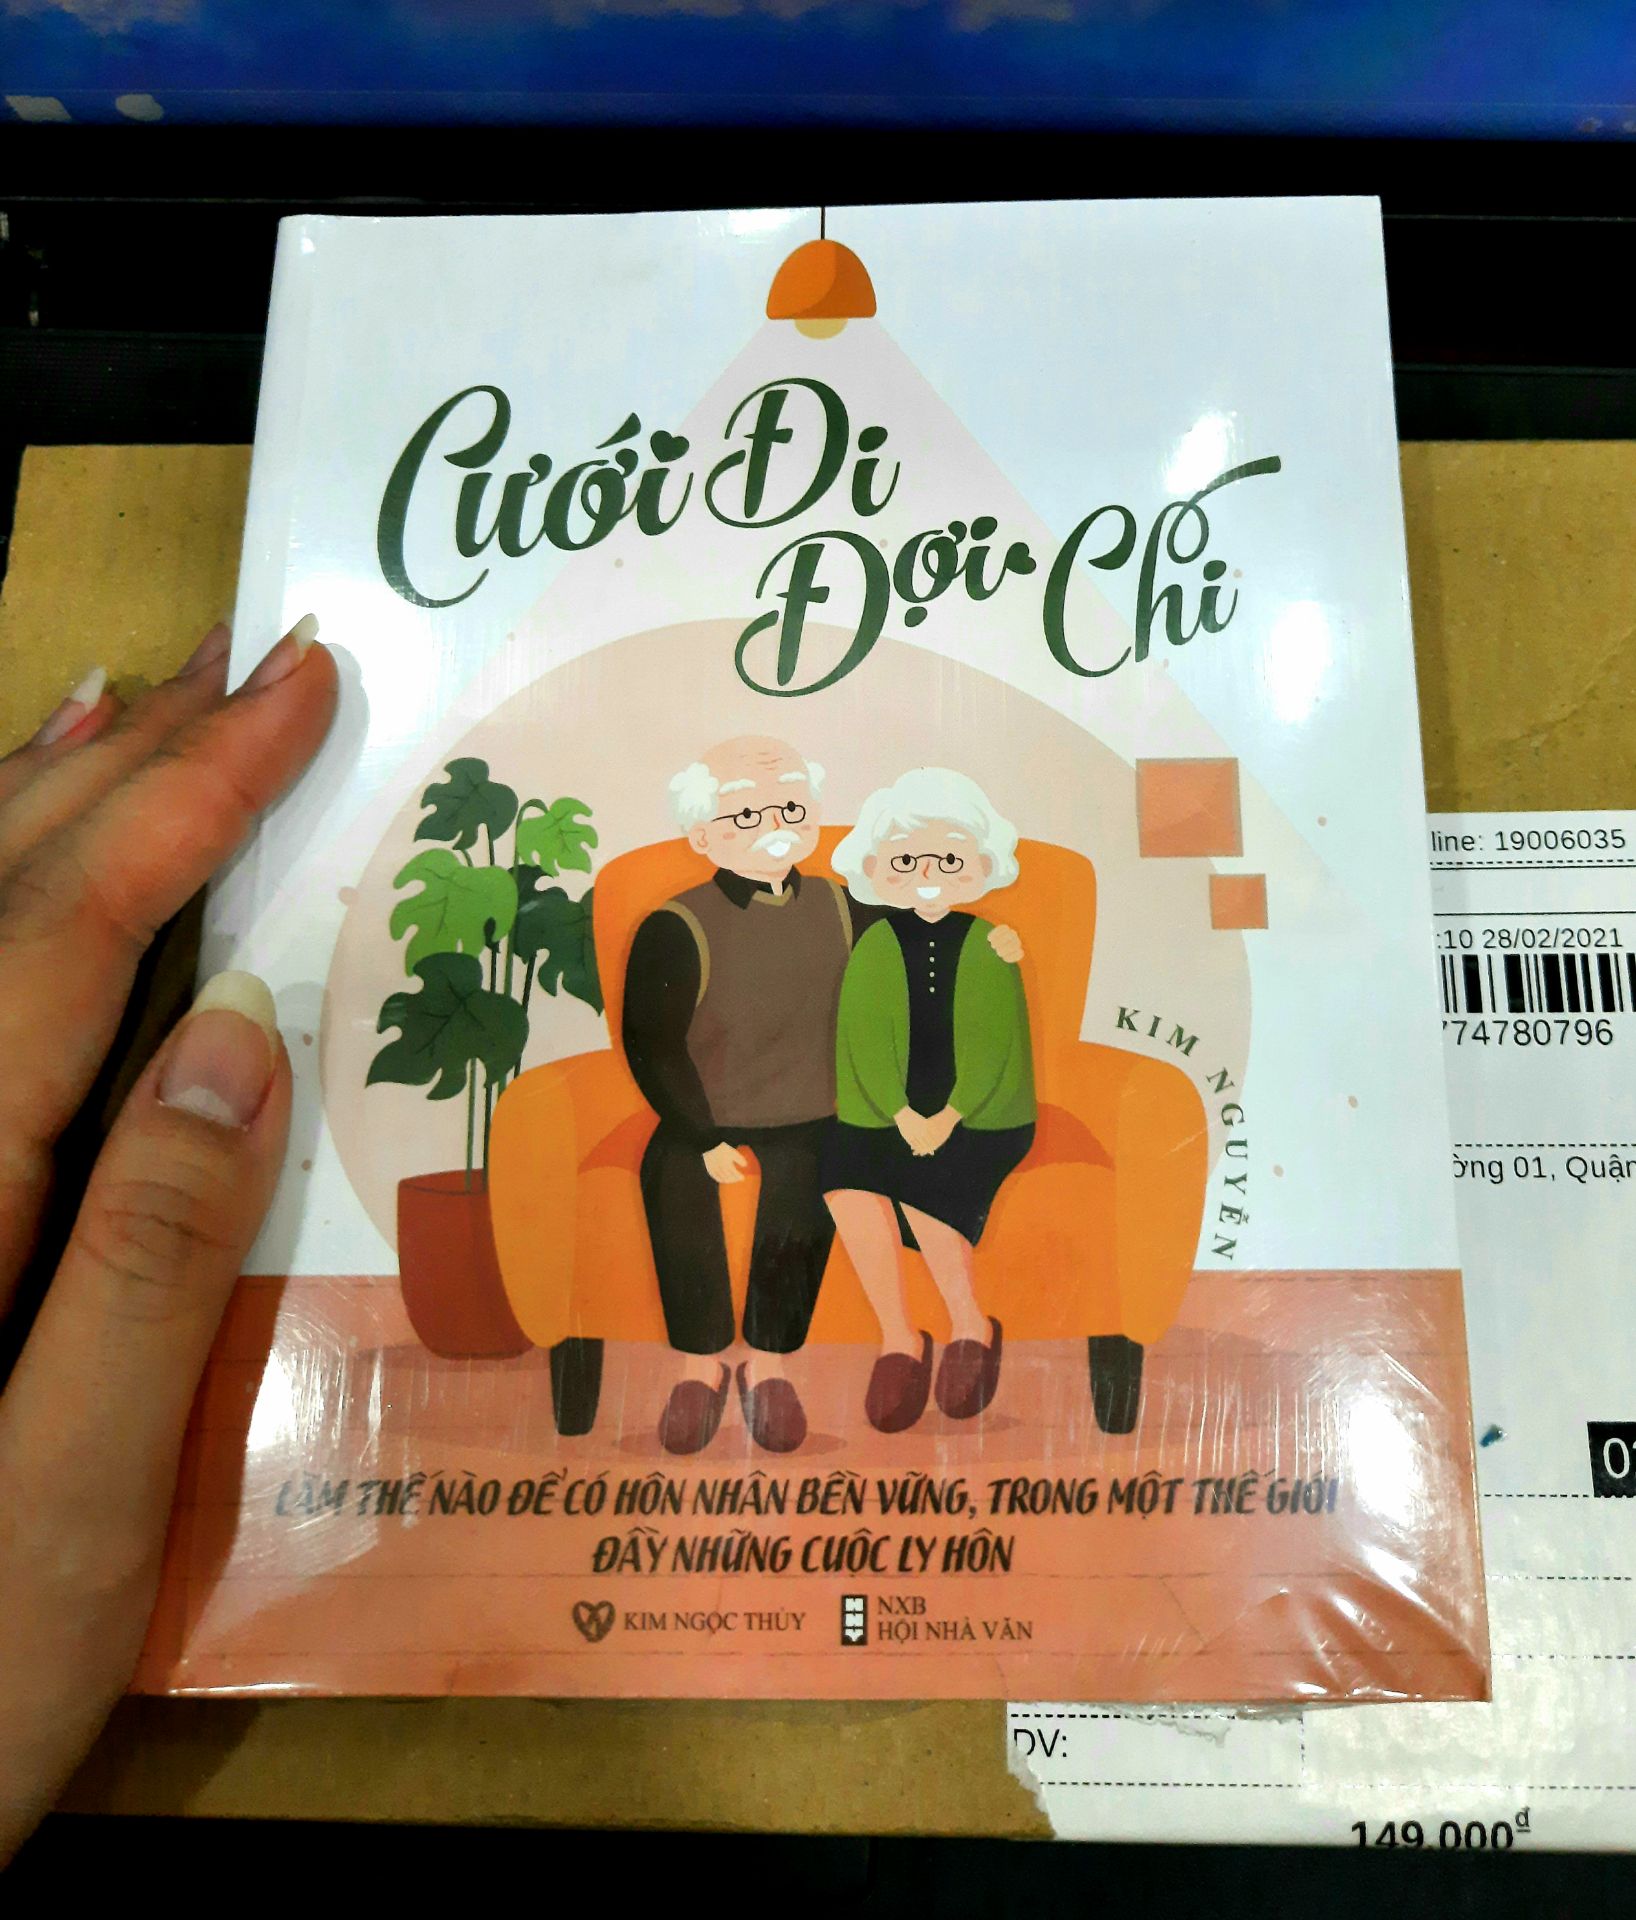 Cưới Đi
Đợi Chi
KIM NGUYỄN
LÀM THẾ NÀO ĐỂ CÓ HÔN NHÂN BỀN VỮNG, TRONG MỘT THẾ GIỚI
ĐẦY NHỮNG CUỘC LY HÔN
KIM NGỌC THỦY
NXB
HỘI NHÀ VĂN
line: 19006035
:10 28/02/2021
774780796
ờng 01, Quận
DV:
149.000đ